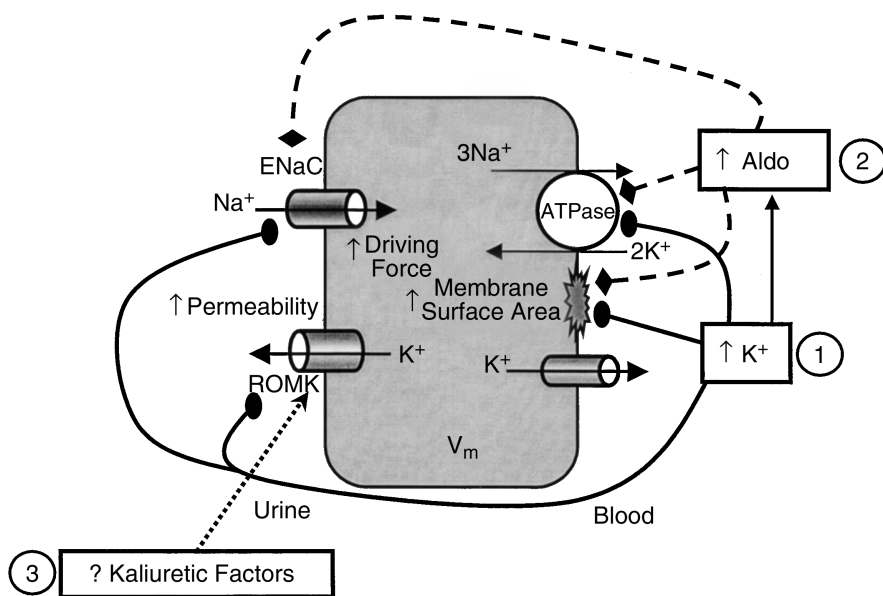 3Na⁺
↑ Aldo
2
ENaC
Na⁺
ATPase
↑ Driving
Force
2K⁺
↑ Membrane
Surface Area
↑ Permeability
K⁺
K⁺
↑ K⁺
1
ROMK
Vₘ
Urine
Blood
3
? Kaliuretic Factors